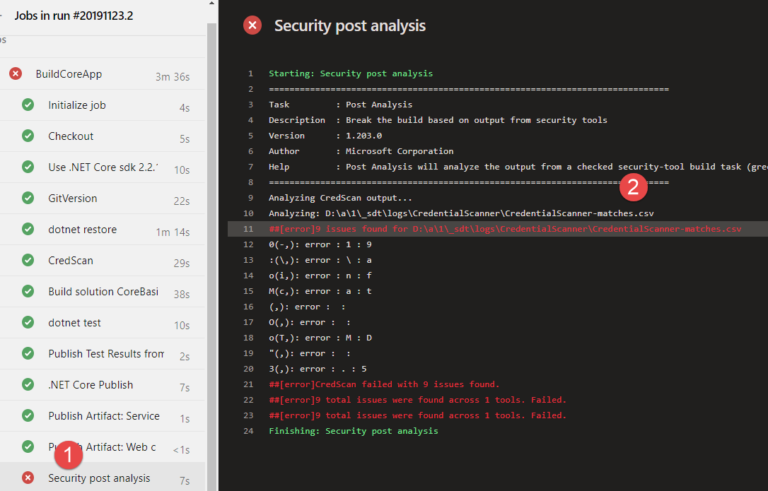 Jobs in run #20191123.2
BuildCoreApp 3m 36s
Initialize job 4s
Checkout 5s
Use .NET Core sdk 2.2. 10s
GitVersion 22s
dotnet restore 1m 14s
CredScan 29s
Build solution CoreBasi 38s
dotnet test 10s
Publish Test Results from 2s
.NET Core Publish 7s
Publish Artifact: Service 1s
Artifact: Web c <1s
1
Security post analysis 7s
Security post analysis
1 Starting: Security post analysis
2 ==============================================================================
3 Task : Post Analysis
4 Description : Break the build based on output from security tools
5 Version : 1.203.0
6 Author : Microsoft Corporation
7 Help : Post Analysis will analyze the output from a checked security-tool build task (gree
8 ==============================================================================
2
9 Analyzing CredScan output...
10 Analyzing: D:\a\1\_sdt\logs\CredentialScanner\CredentialScanner-matches.csv
11 ##[error]9 issues found for D:\a\1\_sdt\logs\CredentialScanner\CredentialScanner-matches.csv
12 0(-,): error : 1 : 9
13 :(\,): error : \ : a
14 o(i,): error : n : f
15 M(c,): error : a : t
16 (,): error :  :
17 O(,): error :  :
18 o(T,): error : M : D
19 "(,): error :  :
20 3(,): error : . : 5
21 ##[error]CredScan failed with 9 issues found.
22 ##[error]9 total issues were found across 1 tools. Failed.
23 ##[error]9 total issues were found across 1 tools. Failed.
24 Finishing: Security post analysis